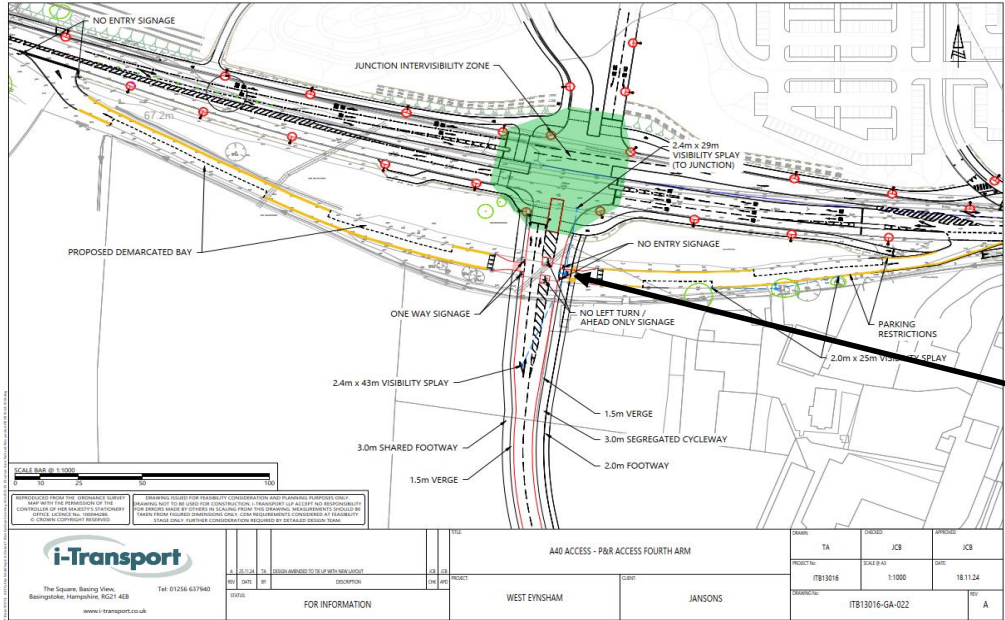 NO ENTRY SIGNAGE
JUNCTION INTERVISIBILITY ZONE
67.2m
2.4m x 29m
VISIBILITY SPLAY
(TO JUNCTION)
PROPOSED DEMARCATED BAY
NO ENTRY SIGNAGE
ONE WAY SIGNAGE
NO LEFT TURN /
AHEAD ONLY SIGNAGE
PARKING
RESTRICTIONS
2.0m x 25m VISIBILITY SPLAY
2.4m x 43m VISIBILITY SPLAY
1.5m VERGE
3.0m SHARED FOOTWAY
3.0m SEGREGATED CYCLEWAY
1.5m VERGE
2.0m FOOTWAY
SCALE BAR @ 1:1000
0 10 25 50 100
REPRODUCED FROM THE ORDNANCE SURVEY
MAP WITH THE PERMISSION OF THE
CONTROLLER OF HER MAJESTY'S STATIONERY
OFFICE. LICENCE No.
© CROWN COPYRIGHT RESERVED
DRAWING ISSUED FOR FEASIBILITY CONSIDERATION AND PLANNING PURPOSES ONLY.
DRAWING NOT TO BE USED FOR CONSTRUCTION. I-TRANSPORT LLP ACCEPT NO RESPONSIBILITY
FOR ERRORS MADE BY OTHERS IN SCALING FROM THIS DRAWING. MEASUREMENTS SHOULD BE
TAKEN FROM FIGURED DIMENSIONS ONLY. CDM REQUIREMENTS CONSIDERED AT FEASIBILITY
STAGE ONLY. FURTHER CONSIDERATION REQUIRED BY DETAILED DESIGN TEAM.
i-Transport
The Square, Basing View,
Basingstoke, Hampshire, RG21 4EB
Tel: 01256 637940
www.i-transport.co.uk
A 25.11.24 TA DESIGN AMENDED TO TIE UP WITH NEW LAYOUT JCB JCB
REV DATE BY DESCRIPTION CHK APD
STATUS:
FOR INFORMATION
TITLE:
A40 ACCESS - P&R ACCESS FOURTH ARM
PROJECT:
WEST EYNSHAM
CLIENT:
JANSONS
DRAWN:
TA
CHECKED:
JCB
APPROVED:
JCB
PROJECT No:
ITB13016
SCALE @ A3:
1:1000
DATE:
18.11.24
DRAWING No:
ITB13016-GA-022
REV
A